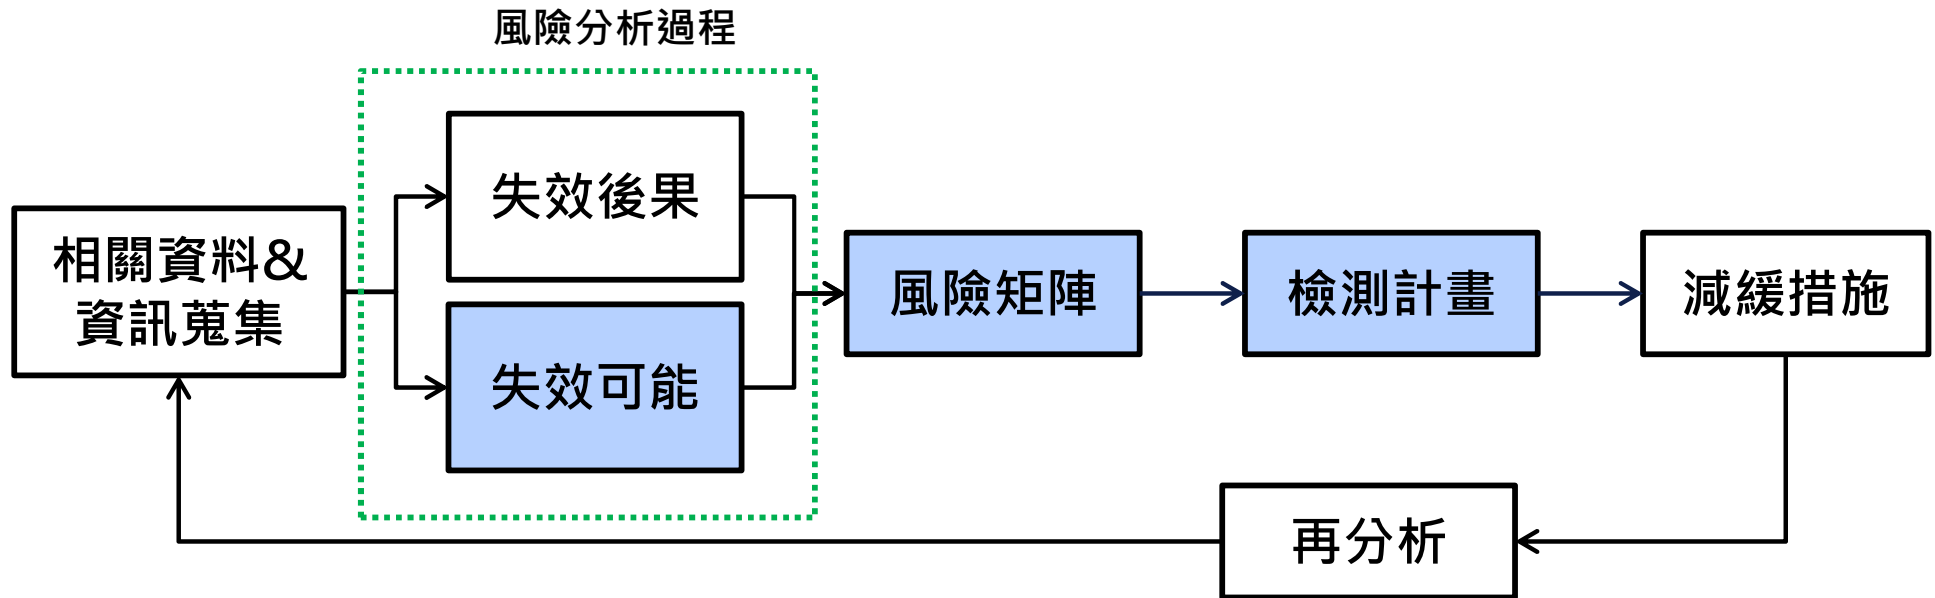 風險分析過程
失效後果
相關資料&
資訊蒐集
失效可能
風險矩陣
檢測計畫
減緩措施
再分析